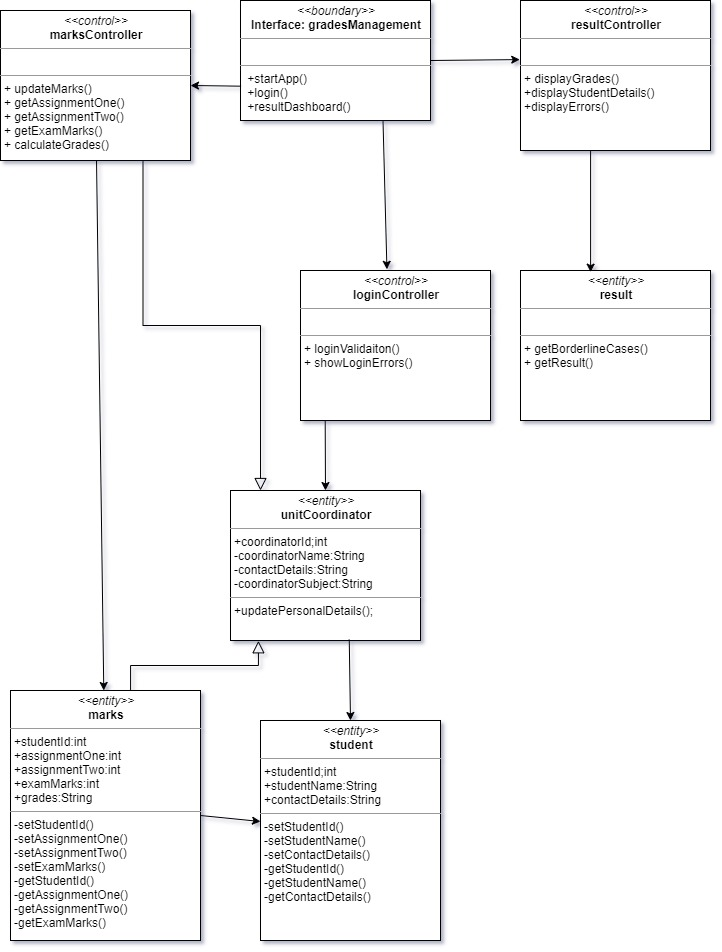 <<control>>
marksController
+ updateMarks()
+ getAssignmentOne()
+ getAssignmentTwo()
+ getExamMarks()
+ calculateGrades()
<<boundary>>
Interface: gradesManagement
+startApp()
+login()
+resultDashboard()
<<control>>
resultController
+ displayGrades()
+displayStudentDetails()
+displayErrors()
<<control>>
loginController
+ loginValidaiton()
+ showLoginErrors()
<<entity>>
result
+ getBorderlineCases()
+ getResult()
<<entity>>
unitCoordinator
+coordinatorId;int
-coordinatorName:String
-contactDetails:String
-coordinatorSubject:String
+updatePersonalDetails();
<<entity>>
marks
+studentId:int
+assignmentOne:int
+assignmentTwo:int
+examMarks:int
+grades:String
-setStudentId()
-setAssignmentOne()
-setAssignmentTwo()
-setExamMarks()
-getStudentId()
-getAssignmentOne()
-getAssignmentTwo()
-getExamMarks()
<<entity>>
student
+studentId;int
+studentName:String
+contactDetails:String
-setStudentId()
-setStudentName()
-setContactDetails()
-getStudentId()
-getStudentName()
-getContactDetails()